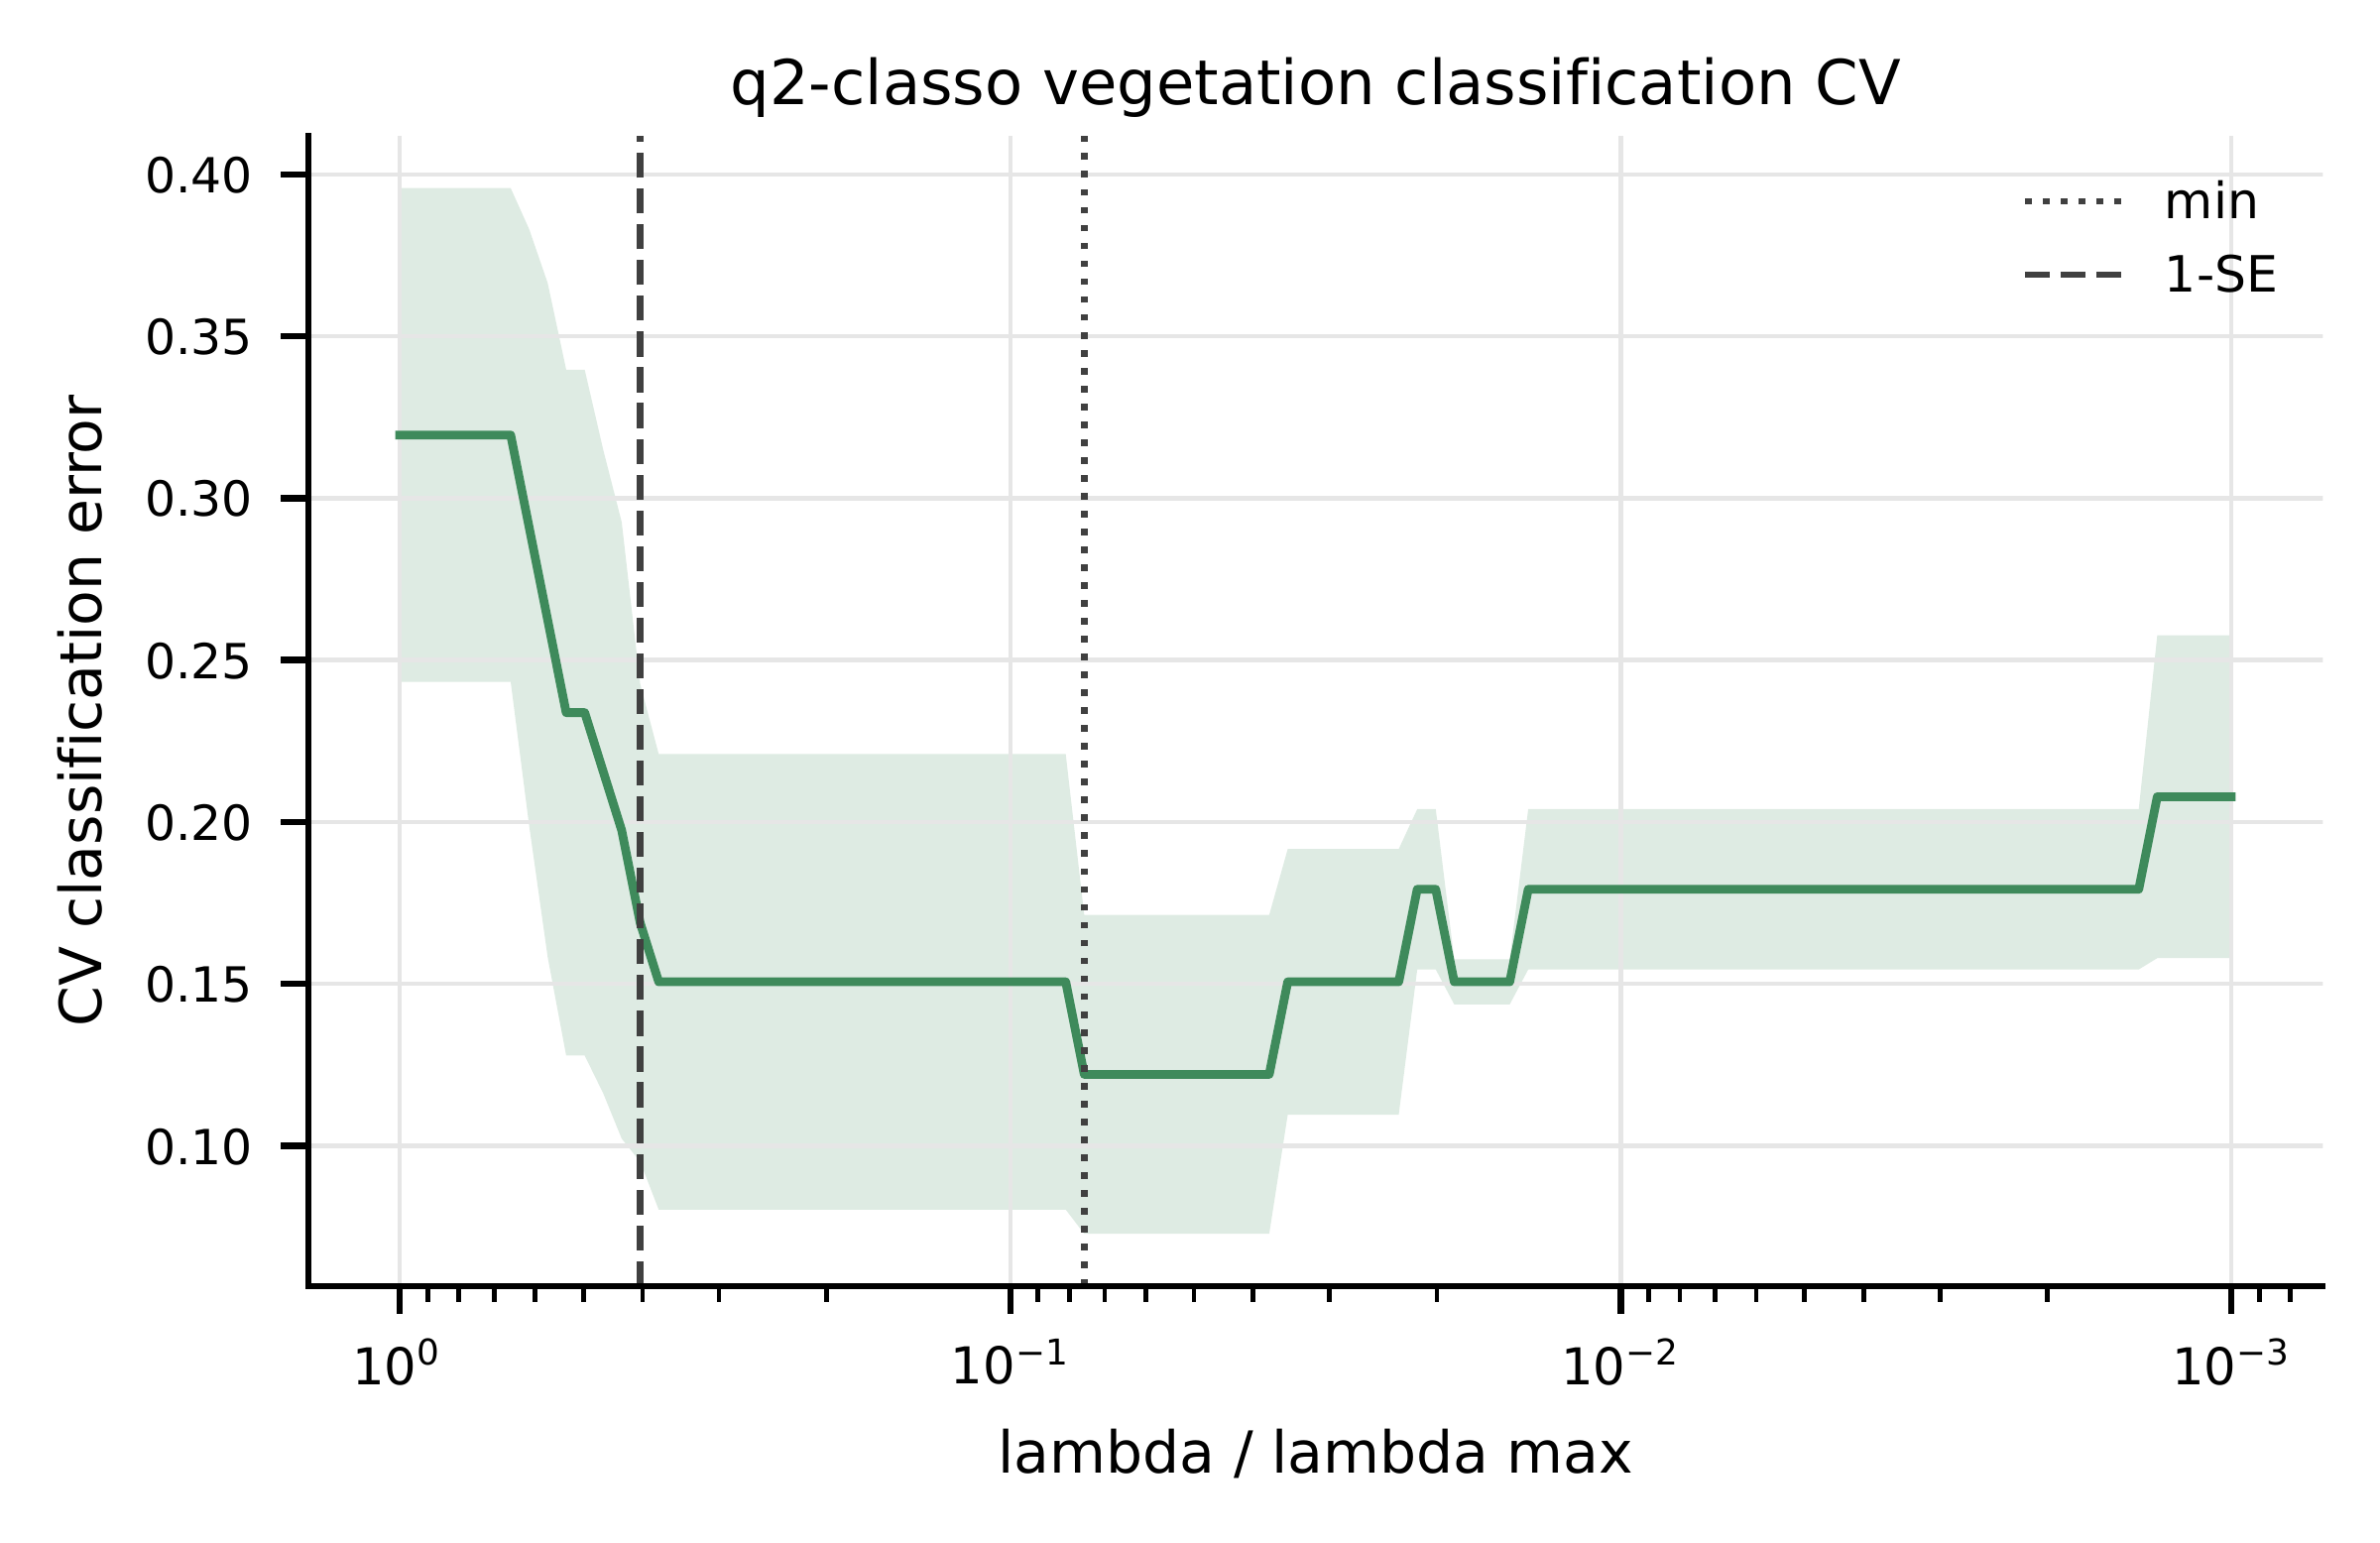 q2-classo vegetation classification CV
CV classification error
0.40
0.35
0.30
0.25
0.20
0.15
0.10
min
1-SE
10⁰
10⁻¹
10⁻²
10⁻³
lambda / lambda max